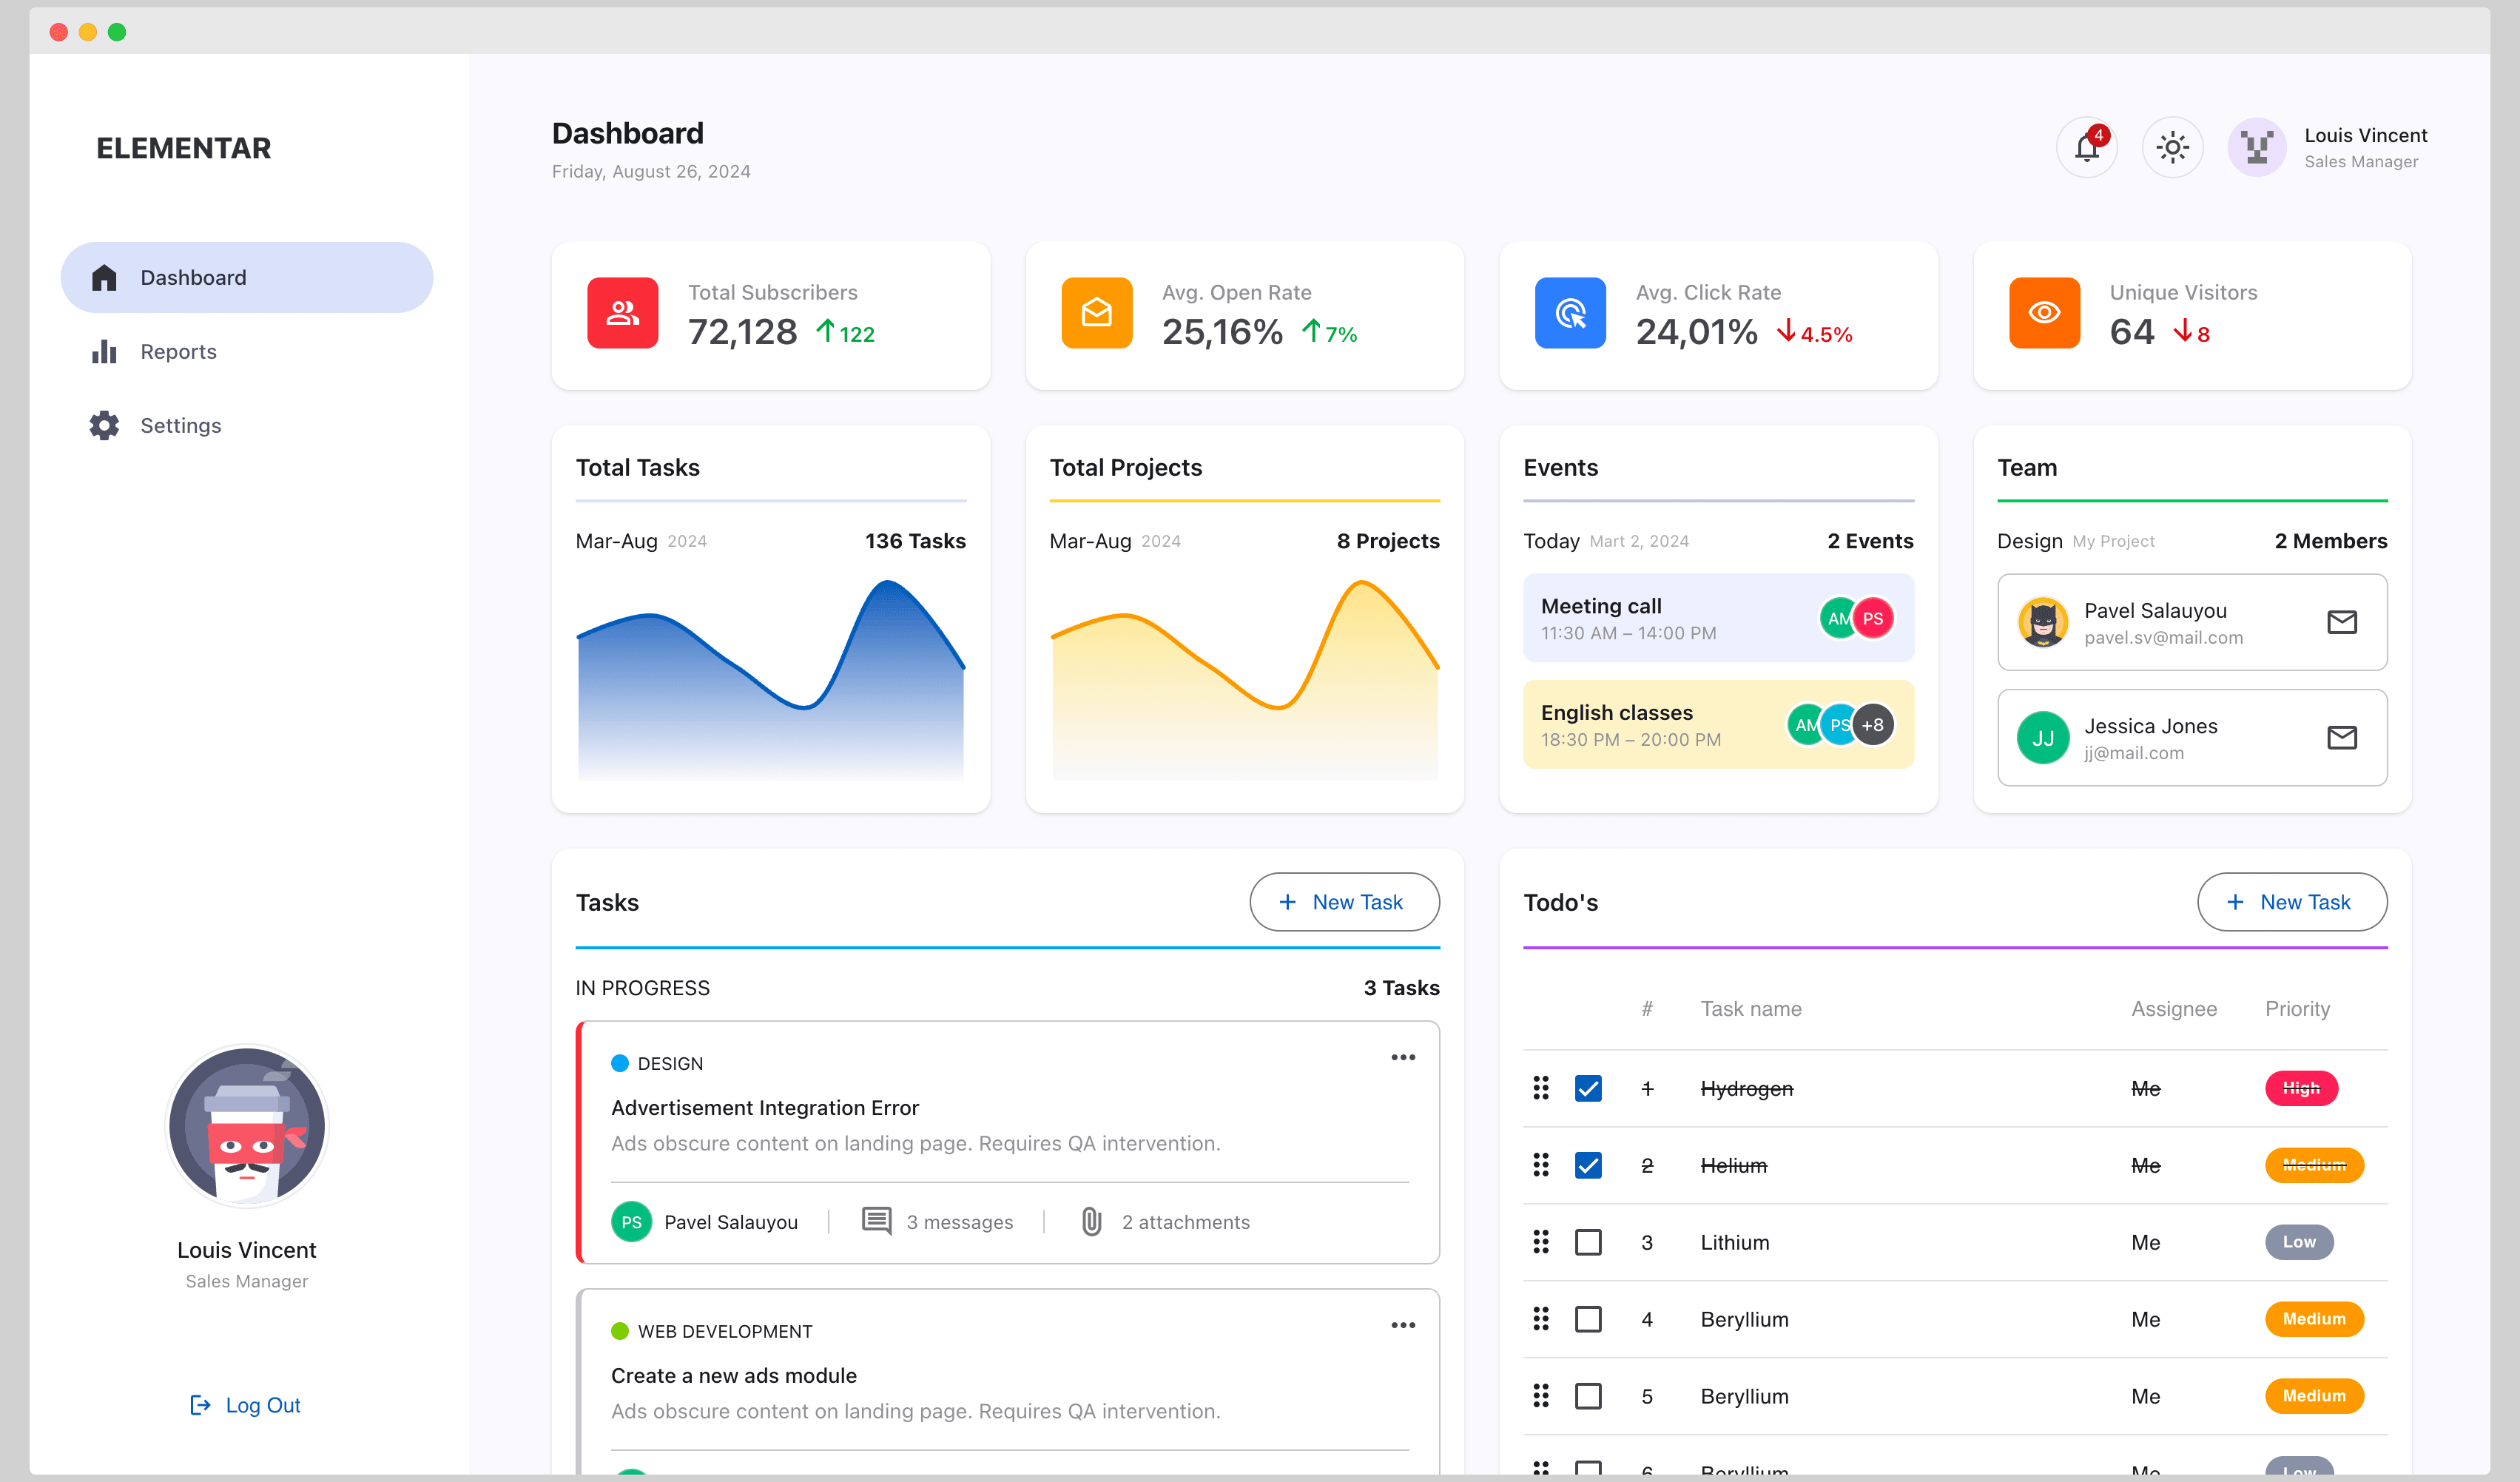 ELEMENTAR
Dashboard
Reports
Settings
Louis Vincent
Sales Manager
Log Out
Dashboard
Friday, August 26, 2024
4
Louis Vincent
Sales Manager
Total Subscribers
72,128 122
Avg. Open Rate
25,16% 7%
Avg. Click Rate
24,01% 4.5%
Unique Visitors
64 8
Total Tasks
Mar-Aug 2024 136 Tasks
Total Projects
Mar-Aug 2024 8 Projects
Events
Today Mart 2, 2024 2 Events
Meeting call
11:30 AM – 14:00 PM
AM PS
English classes
18:30 PM – 20:00 PM
AM PS +8
Team
Design My Project 2 Members
Pavel Salauyou
pavel.sv@mail.com
JJ
Jessica Jones
jj@mail.com
Tasks
+ New Task
IN PROGRESS 3 Tasks
DESIGN
Advertisement Integration Error
Ads obscure content on landing page. Requires QA intervention.
PS Pavel Salauyou 3 messages 2 attachments
WEB DEVELOPMENT
Create a new ads module
Ads obscure content on landing page. Requires QA intervention.
Todo's
+ New Task
# Task name Assignee Priority
1 Hydrogen Me High
2 Helium Me Medium
3 Lithium Me Low
4 Beryllium Me Medium
5 Beryllium Me Medium
6 Beryllium Me Low